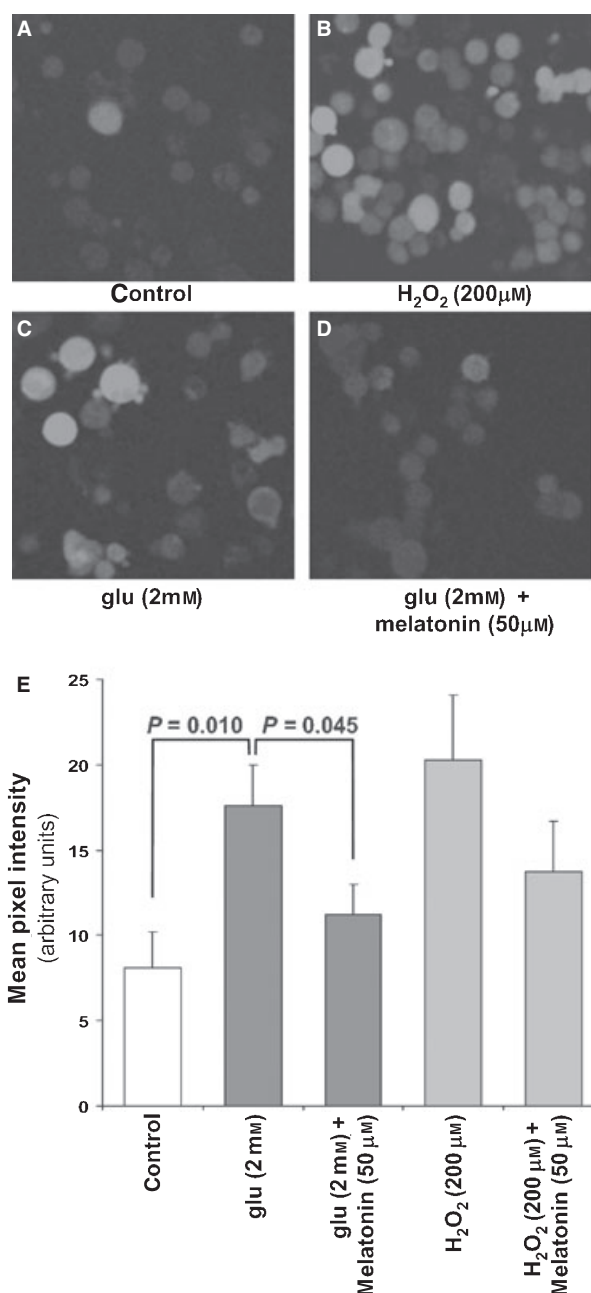 A
B
Control
H₂O₂ (200µM)
C
D
glu (2mM)
glu (2mM) +
melatonin (50µM)
E
25
P = 0.010
P = 0.045
20
15
10
5
0
Mean pixel intensity
(arbitrary units)
Control
glu (2 mM)
glu (2 mM) +
Melatonin (50 µM)
H₂O₂ (200 µM)
H₂O₂ (200 µM) +
Melatonin (50 µM)